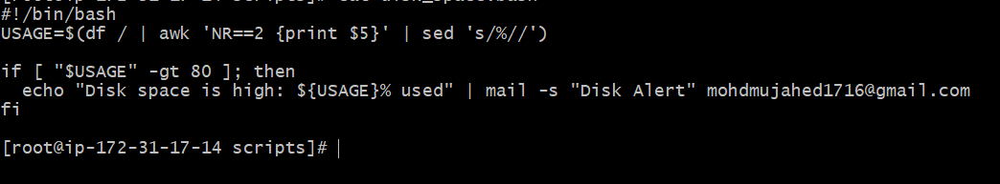 #!/bin/bash
USAGE=$(df / | awk 'NR==2 {print $5}' | sed 's/%//')
if [ "$USAGE" -gt 80 ]; then
  echo "Disk space is high: ${USAGE}% used" | mail -s "Disk Alert" mohdmujahed1716@gmail.com
fi
[root@ip-172-31-17-14 scripts]#